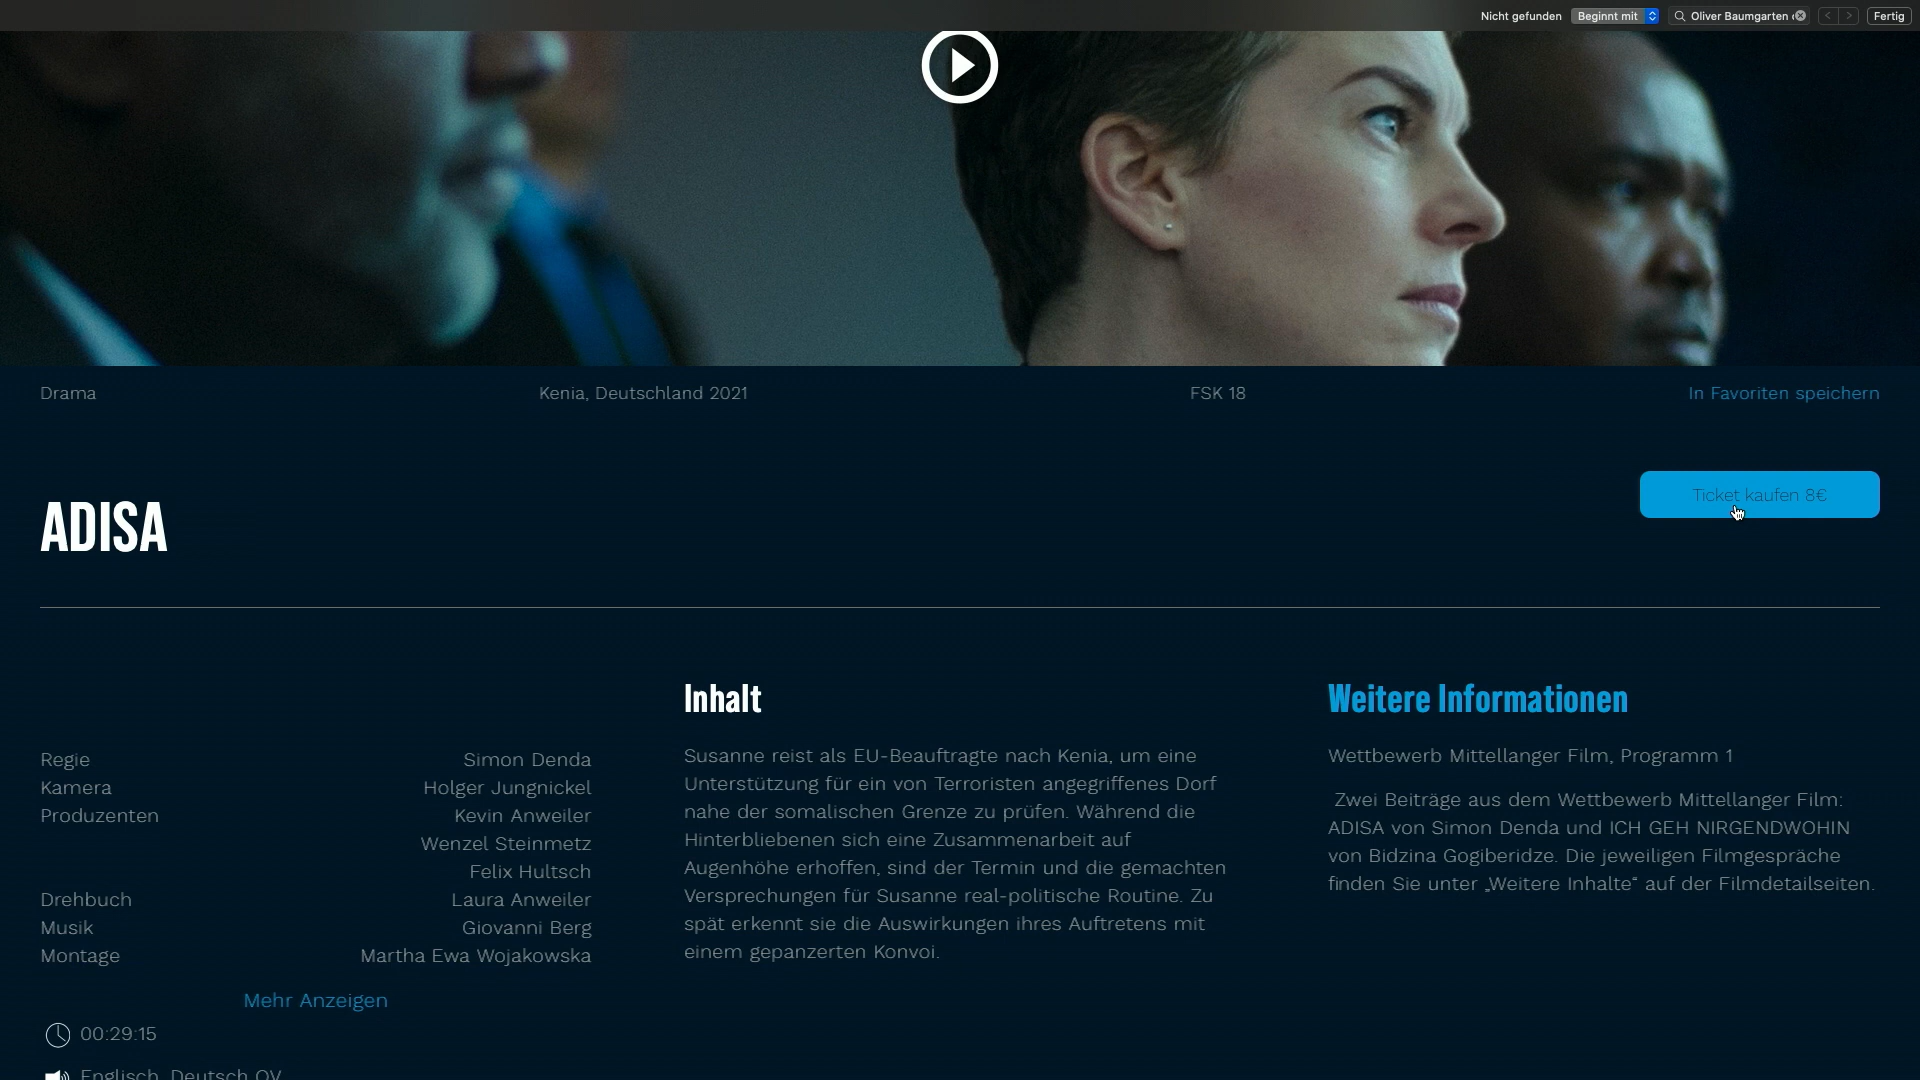 Nicht gefunden Beginnt mit Oliver Baumgarten Fertig
Drama Kenia, Deutschland 2021 FSK 18 In Favoriten speichern
Ticket kaufen 8€
ADISA
Regie Simon Denda
Kamera Holger Jungnickel
Produzenten Kevin Anweiler
Wenzel Steinmetz
Felix Hultsch
Drehbuch Laura Anweiler
Musik Giovanni Berg
Montage Martha Ewa Wojakowska
Mehr Anzeigen
00:29:15
Englisch, Deutsch OV
Inhalt
Susanne reist als EU-Beauftragte nach Kenia, um eine
Unterstützung für ein von Terroristen angegriffenes Dorf
nahe der somalischen Grenze zu prüfen. Während die
Hinterbliebenen sich eine Zusammenarbeit auf
Augenhöhe erhoffen, sind der Termin und die gemachten
Versprechungen für Susanne real-politische Routine. Zu
spät erkennt sie die Auswirkungen ihres Auftretens mit
einem gepanzerten Konvoi.
Weitere Informationen
Wettbewerb Mittellanger Film, Programm 1
Zwei Beiträge aus dem Wettbewerb Mittellanger Film:
ADISA von Simon Denda und ICH GEH NIRGENDWOHIN
von Bidzina Gogiberidze. Die jeweiligen Filmgespräche
finden Sie unter „Weitere Inhalte“ auf der Filmdetailseiten.